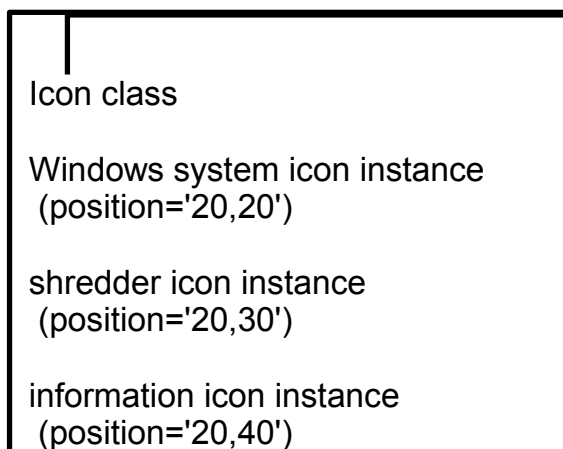 Icon class
Windows system icon instance
(position='20,20')
shredder icon instance
(position='20,30')
information icon instance
(position='20,40')